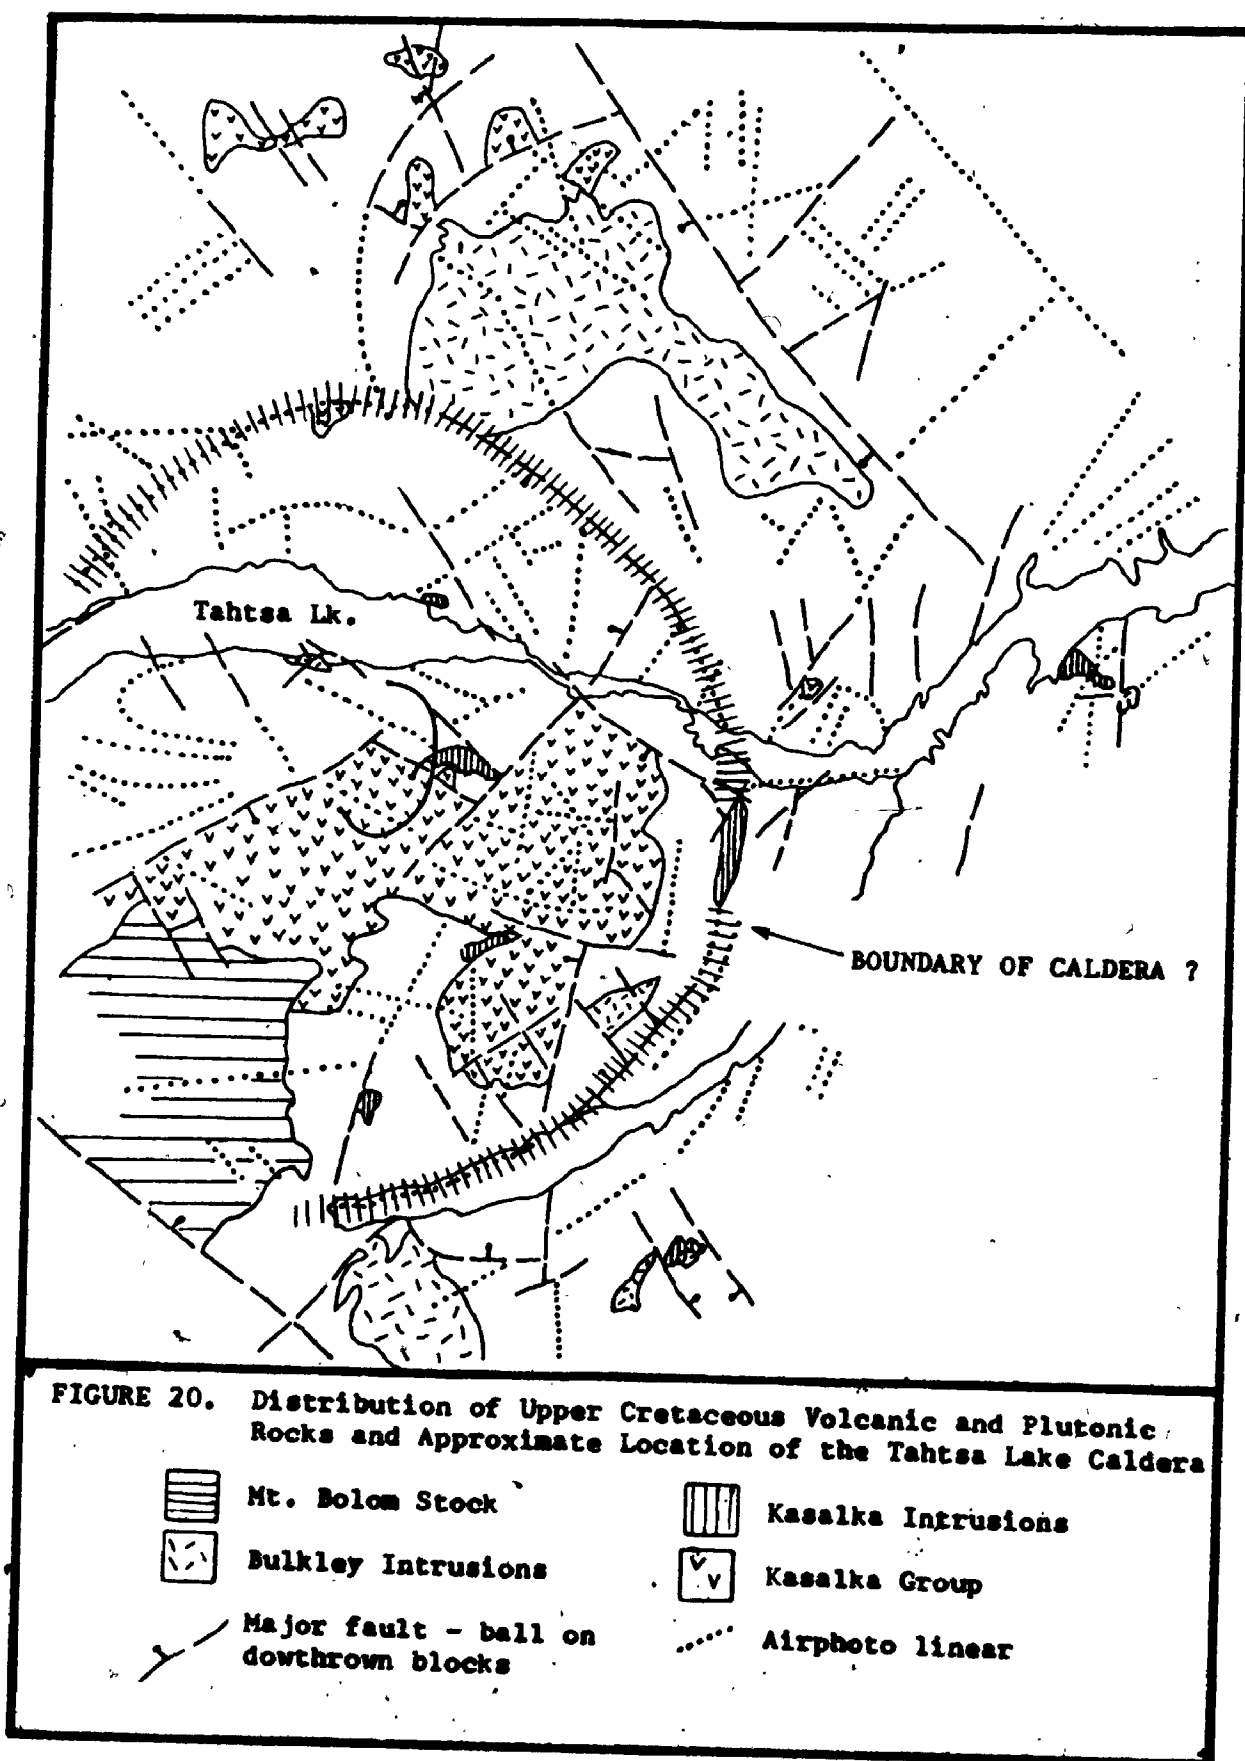 Tahtsa Lk.
BOUNDARY OF CALDERA ?
FIGURE 20. Distribution of Upper Cretaceous Volcanic and Plutonic
Rocks and Approximate Location of the Tahtsa Lake Caldera
Mt. Bolom Stock
Kasalka Intrusions
Bulkley Intrusions
Kasalka Group
Major fault - ball on
dowthrown blocks
Airphoto linear